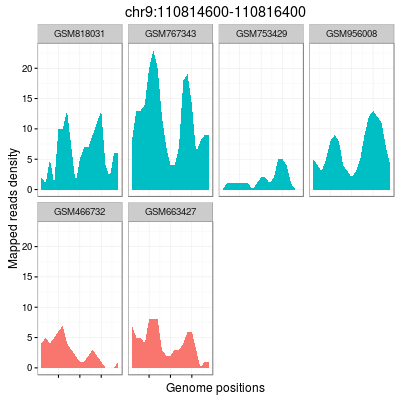 chr9:110814600-110816400
GSM818031 GSM767343 GSM753429 GSM956008
20
15
10
5
0
GSM466732 GSM663427
20
15
10
5
0
Mapped reads density
Genome positions